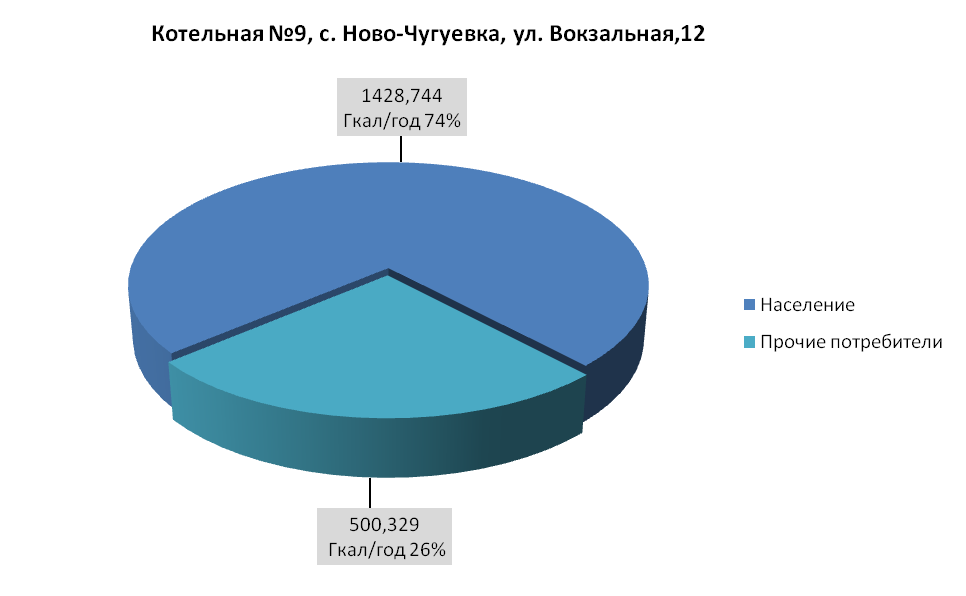 Котельная №9, с. Ново-Чугуевка, ул. Вокзальная,12
1428,744
Гкал/год 74%
Население
Прочие потребители
500,329
Гкал/год 26%